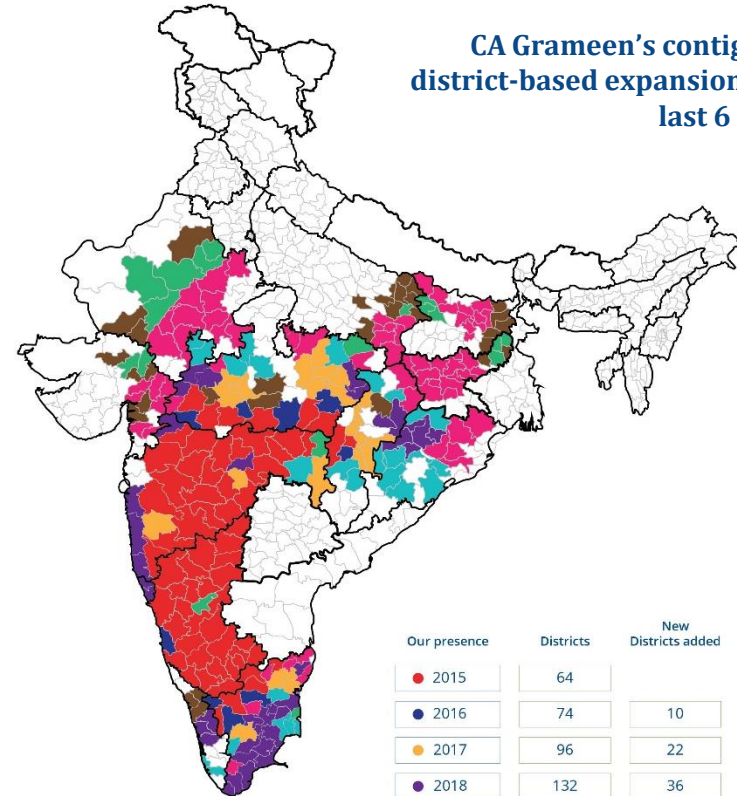 CA Grameen's contig
district-based expansion
last 6
Our presence Districts New Districts added
2015 64
2016 74 10
2017 96 22
2018 132 36